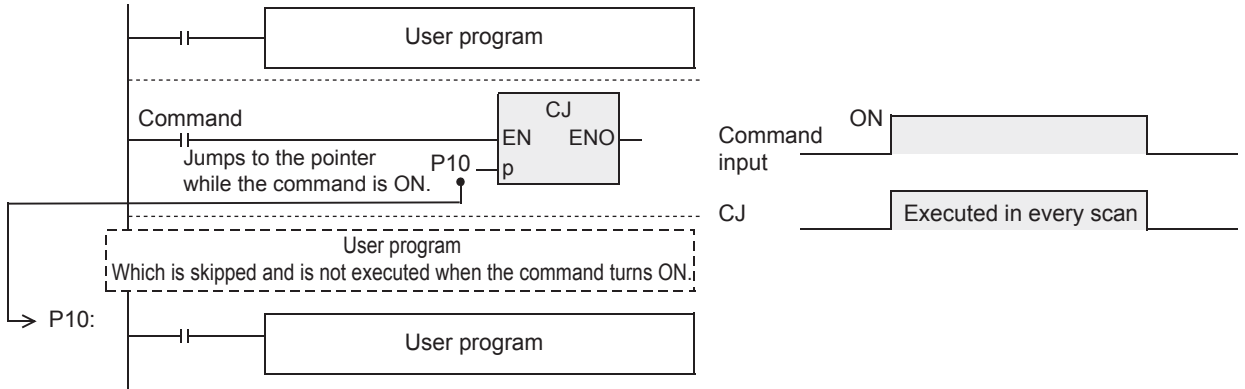 User program
Command
CJ
EN ENO
P10
p
Jumps to the pointer
while the command is ON.
User program
Which is skipped and is not executed when the command turns ON.
P10:
User program
Command
input
ON
CJ
Executed in every scan